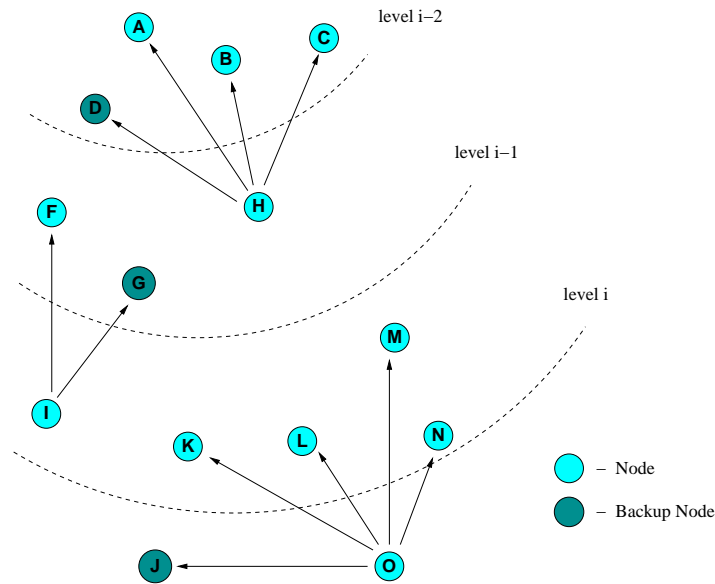 level i−2
A
C
B
D
level i−1
H
F
G
level i
M
I
K
L
N
− Node
− Backup Node
J
O